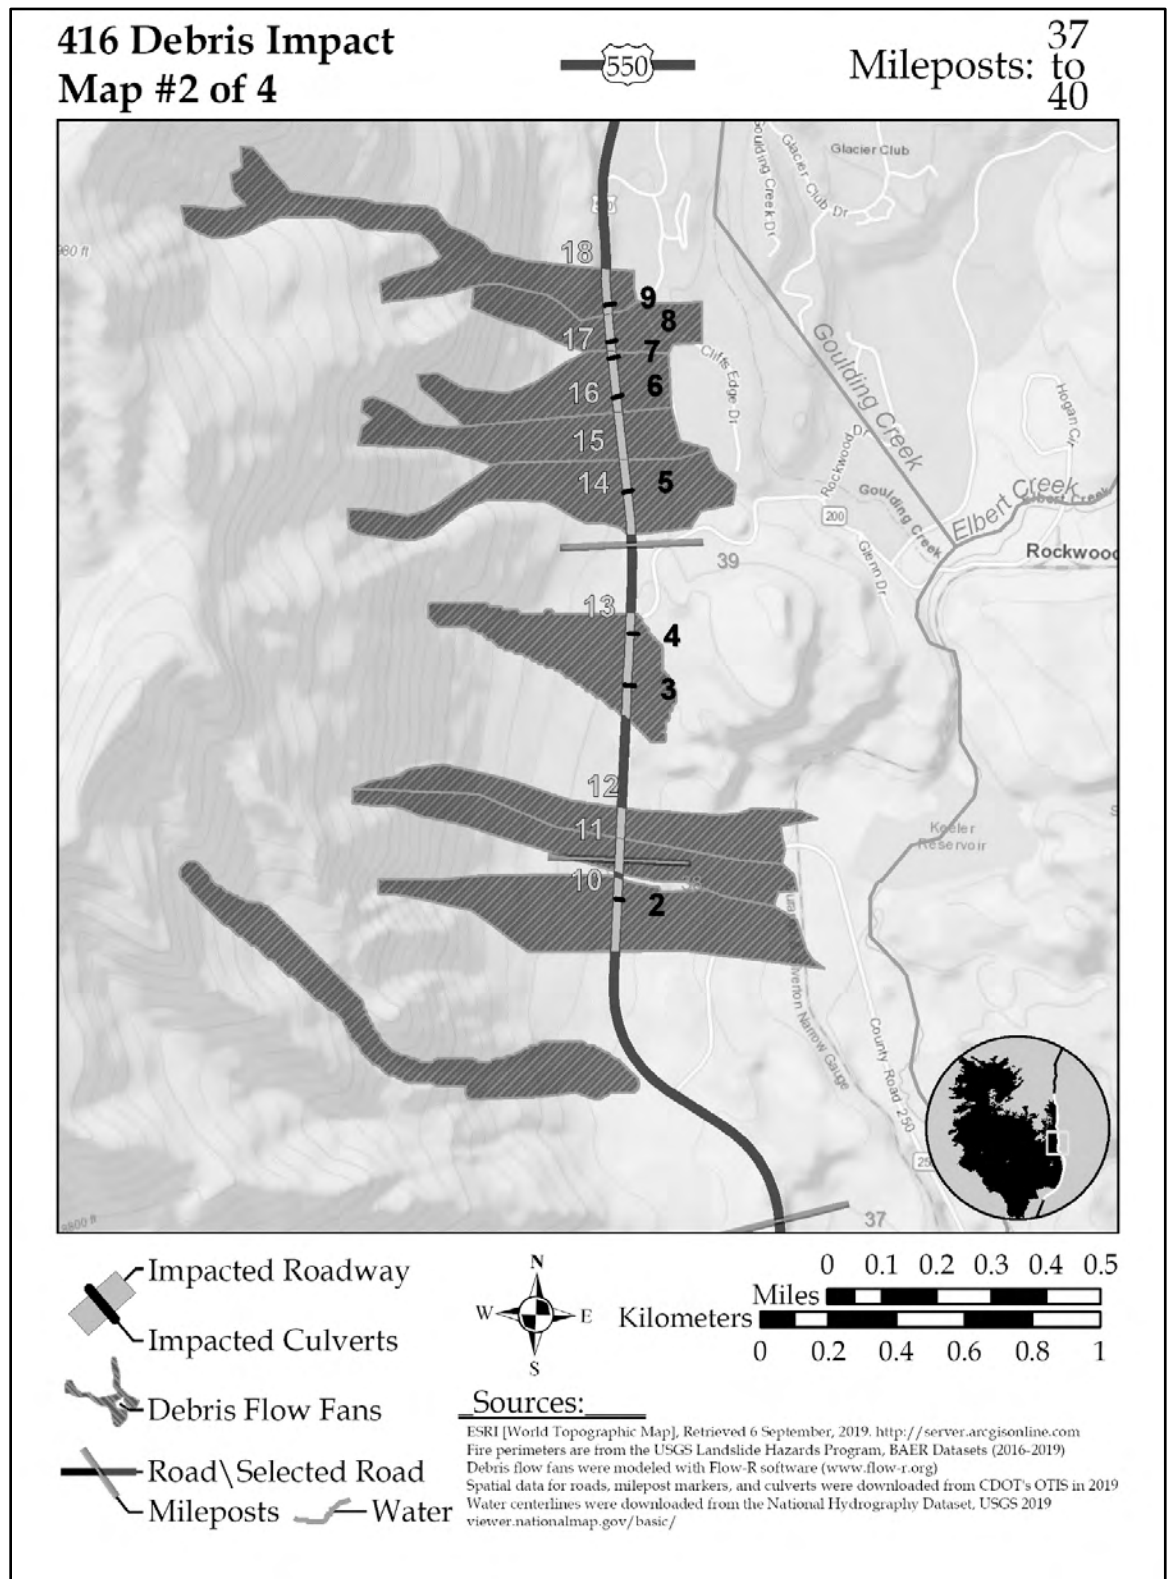 416 Debris Impact
Map #2 of 4
550
Mileposts:
37
to
40
Glacier Club
Goulding Creek Dr
Glacier Club Dr
18
9
8
17
7
Cliffs Edge Dr
16
6
15
14
5
Goulding Creek
Hogan Cir
Rockwood Dr
Goulding Creek
200
Elbert Creek
Elbert Creek
Rockwood
Glenn Dr
39
13
4
3
12
11
Keeler
Reservoir
10
38
2
Narrow Gauge
County Road 250
37
8800 ft
Impacted Roadway
Impacted Culverts
Debris Flow Fans
Road\Selected Road
Mileposts
Water
N
W
E
S
0 0.1 0.2 0.3 0.4 0.5
Miles
Kilometers
0 0.2 0.4 0.6 0.8 1
Sources:
ESRI [World Topographic Map], Retrieved 6 September, 2019. http://server.arcgisonline.com
Fire perimeters are from the USGS Landslide Hazards Program, BAER Datasets (2016-2019)
Debris flow fans were modeled with Flow-R software (www.flow-r.org)
Spatial data for roads, milepost markers, and culverts were downloaded from CDOT's OTIS in 2019
Water centerlines were downloaded from the National Hydrography Dataset, USGS 2019
viewer.nationalmap.gov/basic/